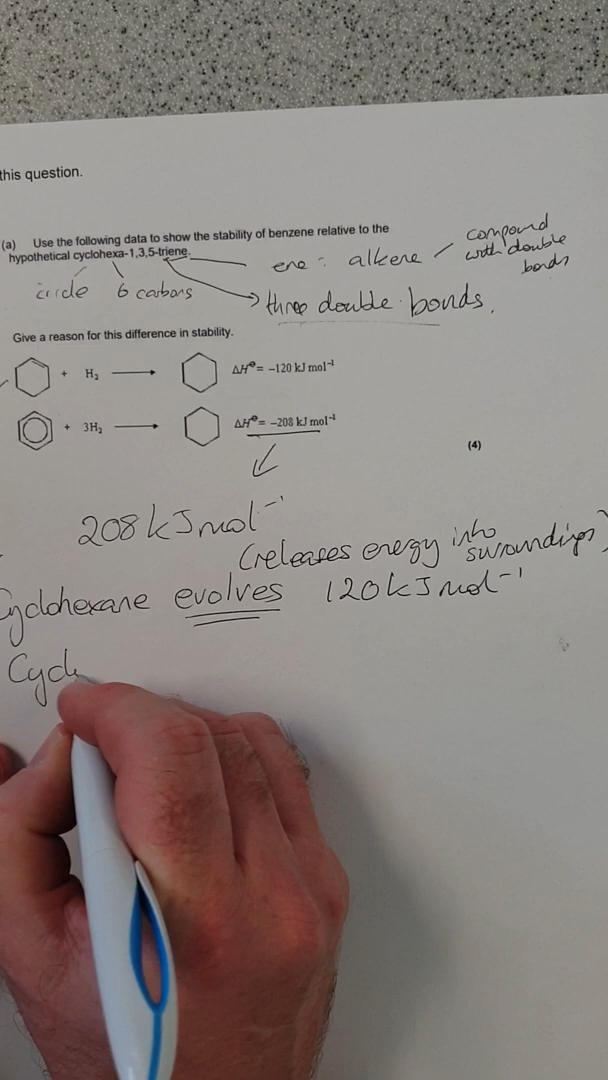 this question.
(a) Use the following data to show the stability of benzene relative to the
hypothetical cyclohexa-1,3,5-triene.
ene : alkene
compound
with double
bonds
circle 6 carbons
three double bonds.
Give a reason for this difference in stability.
+ H₂ ⟶ ΔH⦵= −120 kJ mol⁻¹
+ 3H₂ ⟶ ΔH⦵= −208 kJ mol⁻¹
(4)
208 kJ mol⁻¹
(releases energy into
surroundings)
Cyclohexane evolves 120 kJ mol⁻¹
Cycl